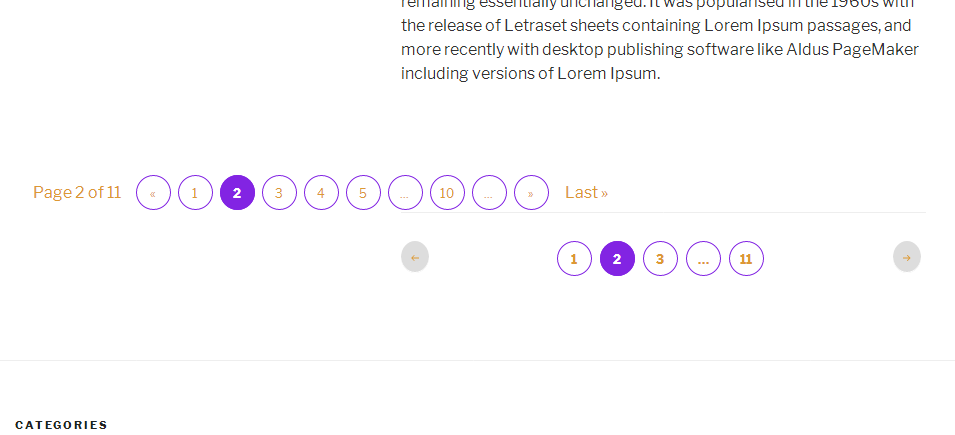 remaining essentially unchanged. It was popularised in the 1960s with
the release of Letraset sheets containing Lorem Ipsum passages, and
more recently with desktop publishing software like Aldus PageMaker
including versions of Lorem Ipsum.
Page 2 of 11 « 1 2 3 4 5 ... 10 ... » Last »
← 1 2 3 … 11 →
CATEGORIES